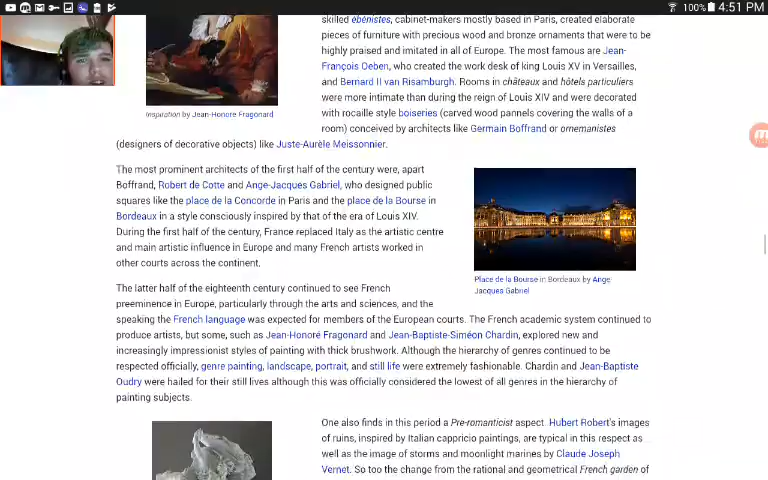 100% 4:51 PM
skilled ébénistes, cabinet-makers mostly based in Paris, created elaborate
pieces of furniture with precious wood and bronze ornaments that were to be
highly praised and imitated in all of Europe. The most famous are Jean-
François Oeben, who created the work desk of king Louis XV in Versailles,
and Bernard II van Risamburgh. Rooms in châteaux and hôtels particuliers
were more intimate than during the reign of Louis XIV and were decorated
with rocaille style boiseries (carved wood pannels covering the walls of a
room) conceived by architects like Germain Boffrand or ornemanistes
(designers of decorative objects) like Juste-Aurèle Meissonnier.
Inspiration by Jean-Honoré Fragonard
The most prominent architects of the first half of the century were, apart
Boffrand, Robert de Cotte and Ange-Jacques Gabriel, who designed public
squares like the place de la Concorde in Paris and the place de la Bourse in
Bordeaux in a style consciously inspired by that of the era of Louis XIV.
During the first half of the century, France replaced Italy as the artistic centre
and main artistic influence in Europe and many French artists worked in
other courts across the continent.
Place de la Bourse in Bordeaux by Ange
Jacques Gabriel
The latter half of the eighteenth century continued to see French
preeminence in Europe, particularly through the arts and sciences, and the
speaking the French language was expected for members of the European courts. The French academic system continued to
produce artists, but some, such as Jean-Honoré Fragonard and Jean-Baptiste-Siméon Chardin, explored new and
increasingly impressionist styles of painting with thick brushwork. Although the hierarchy of genres continued to be
respected officially, genre painting, landscape, portrait, and still life were extremely fashionable. Chardin and Jean-Baptiste
Oudry were hailed for their still lives although this was officially considered the lowest of all genres in the hierarchy of
painting subjects.
One also finds in this period a Pre-romanticist aspect. Hubert Robert's images
of ruins, inspired by Italian cappricio paintings, are typical in this respect as
well as the image of storms and moonlight marines by Claude Joseph
Vernet. So too the change from the rational and geometrical French garden of